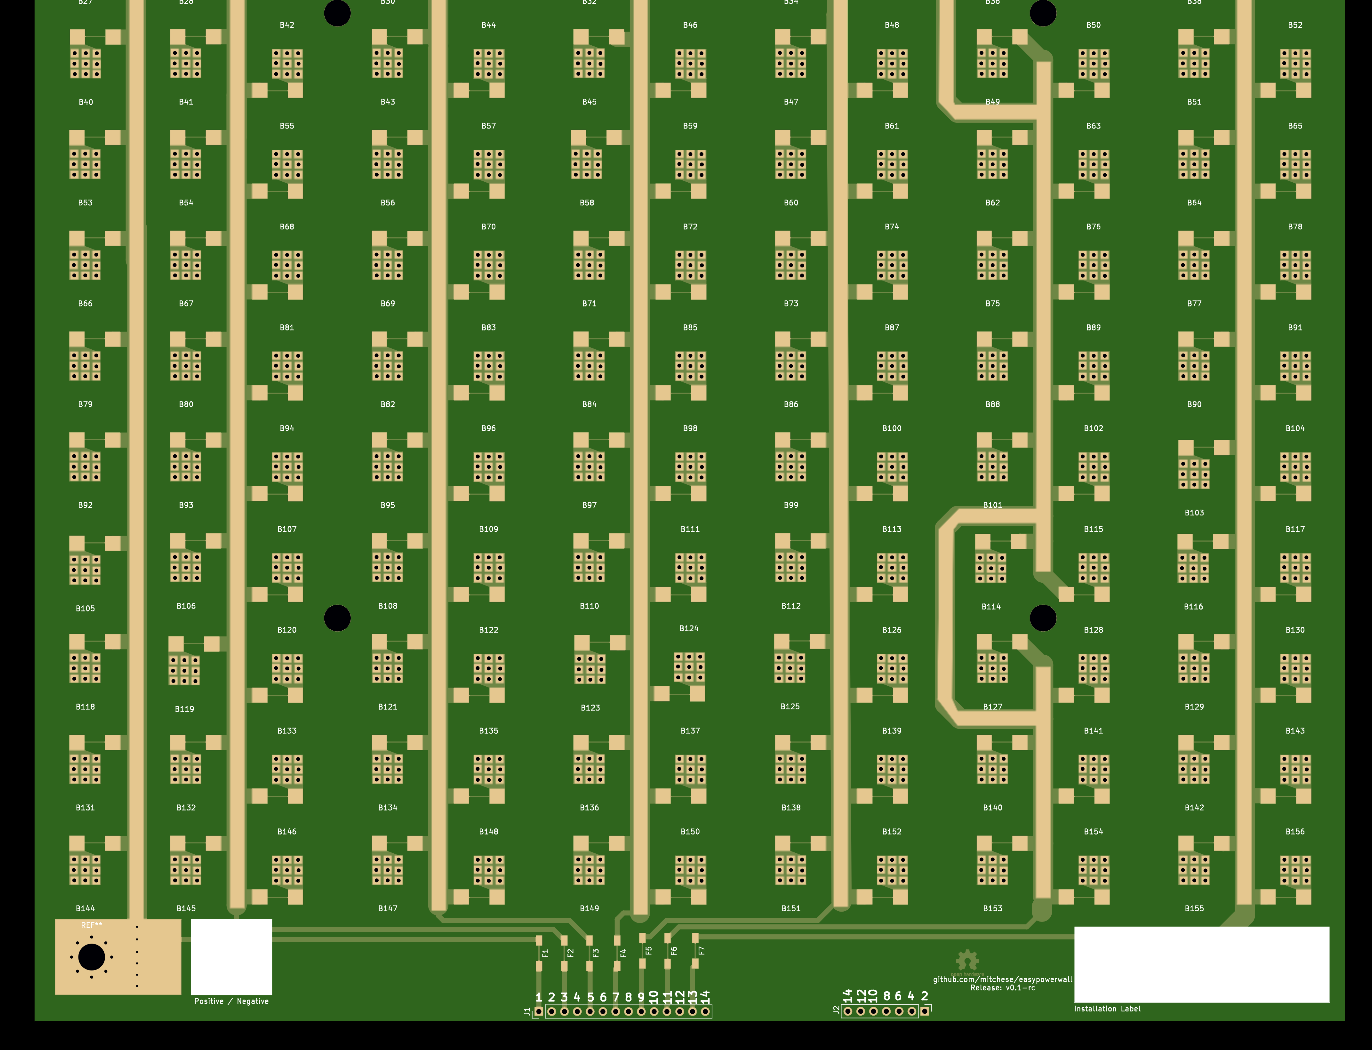 B27 B28 B30 B32 B34 B36 B38
B42 B44 B46 B48 B50 B52
B40 B41 B43 B45 B47 B49 B51
B55 B57 B59 B61 B63 B65
B53 B54 B56 B58 B60 B62 B64
B68 B70 B72 B74 B76 B78
B66 B67 B69 B71 B73 B75 B77
B81 B83 B85 B87 B89 B91
B79 B80 B82 B84 B86 B88 B90
B94 B96 B98 B100 B102 B104
B92 B93 B95 B97 B99 B101 B103
B107 B109 B111 B113 B115 B117
B105 B106 B108 B110 B112 B114 B116
B120 B122 B124 B126 B128 B130
B118 B119 B121 B123 B125 B127 B129
B133 B135 B137 B139 B141 B143
B131 B132 B134 B136 B138 B140 B142
B146 B148 B150 B152 B154 B156
B144 B145 B147 B149 B151 B153 B155
REF**
F1 F2 F3 F4 F5 F6 F7
open hardware
github.com/mitchese/easypowerwall
Release: v0.1-rc
Positive / Negative
J1 1 2 3 4 5 6 7 8 9 10 11 12 13 14
J2 14 12 10 8 6 4 2
Installation Label